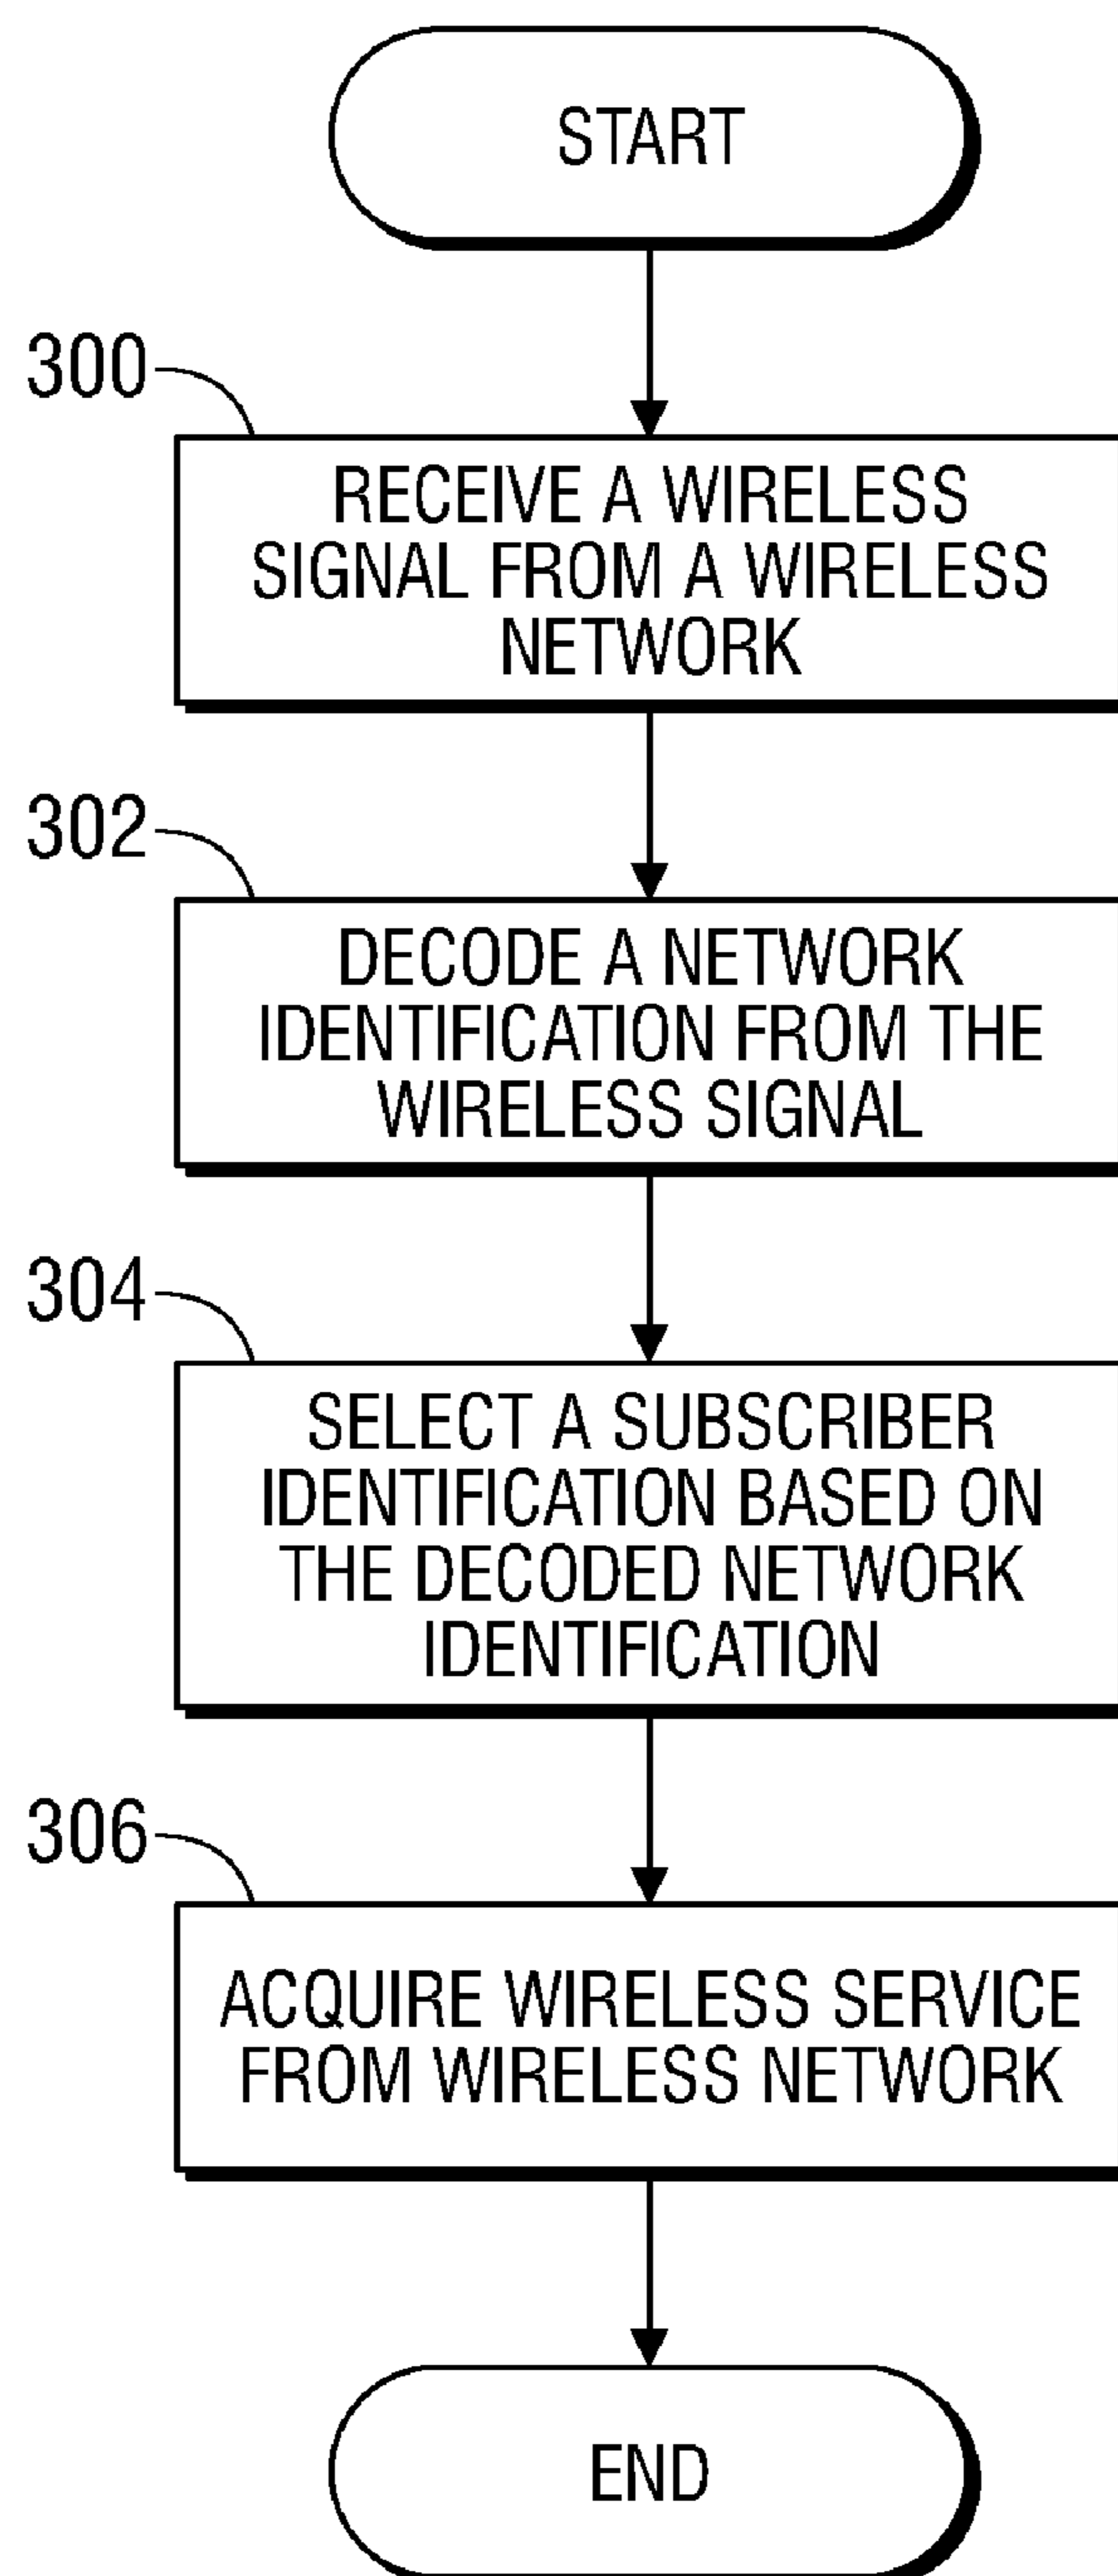 START
300
RECEIVE A WIRELESS
SIGNAL FROM A WIRELESS
NETWORK
302
DECODE A NETWORK
IDENTIFICATION FROM THE
WIRELESS SIGNAL
304
SELECT A SUBSCRIBER
IDENTIFICATION BASED ON
THE DECODED NETWORK
IDENTIFICATION
306
ACQUIRE WIRELESS SERVICE
FROM WIRELESS NETWORK
END